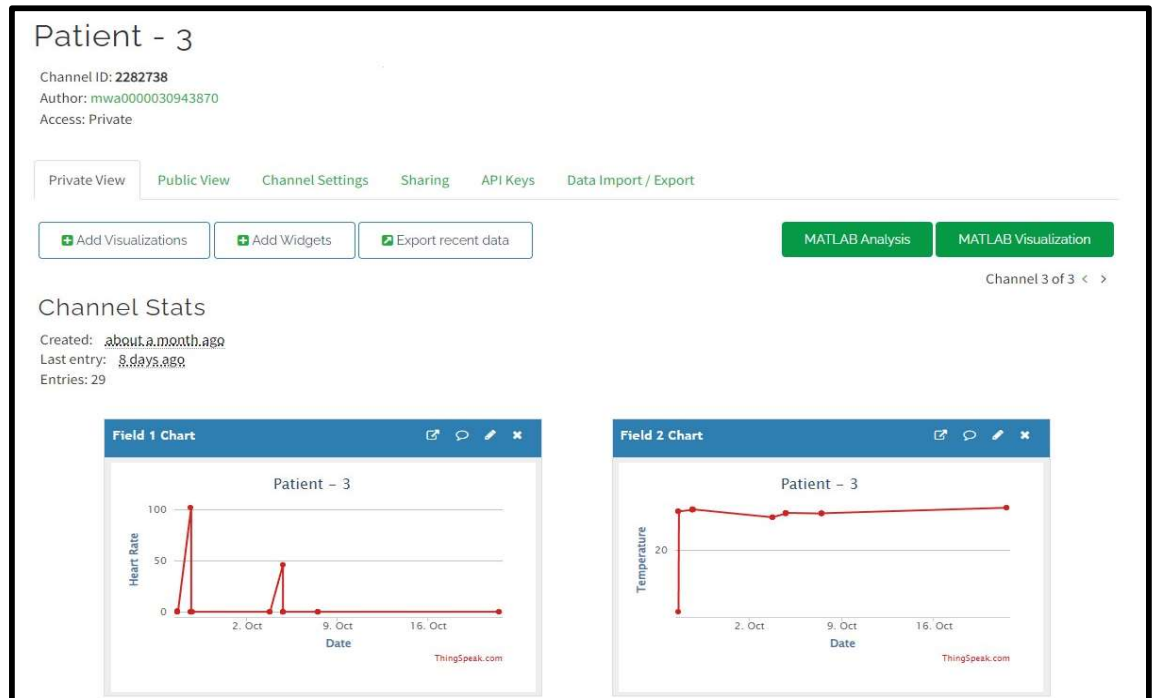 Patient - 3
Channel ID: 2282738
Author: mwa0000030943870
Access: Private
Private View Public View Channel Settings Sharing API Keys Data Import / Export
Add Visualizations Add Widgets Export recent data MATLAB Analysis MATLAB Visualization
Channel 3 of 3 < >
Channel Stats
Created: about a month ago
Last entry: 8 days ago
Entries: 29
Field 1 Chart
Patient – 3
Heart Rate
100
50
0
2. Oct 9. Oct 16. Oct
Date
ThingSpeak.com
Field 2 Chart
Patient – 3
Temperature
20
2. Oct 9. Oct 16. Oct
Date
ThingSpeak.com